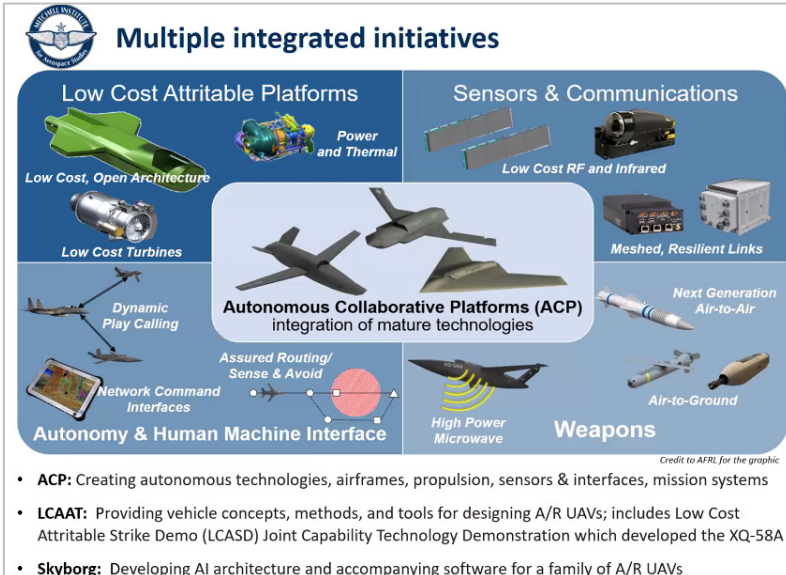 MITCHELL INSTITUTE
for Aerospace Studies
Multiple integrated initiatives
Low Cost Attritable Platforms
Power
and Thermal
Low Cost, Open Architecture
Low Cost Turbines
Sensors & Communications
Low Cost RF and Infrared
Meshed, Resilient Links
Autonomous Collaborative Platforms (ACP)
integration of mature technologies
Dynamic
Play Calling
Network Command
Interfaces
Assured Routing/
Sense & Avoid
Autonomy & Human Machine Interface
Next Generation
Air-to-Air
Air-to-Ground
High Power
Microwave
Weapons
Credit to AFRL for the graphic
• ACP: Creating autonomous technologies, airframes, propulsion, sensors & interfaces, mission systems
• LCAAT: Providing vehicle concepts, methods, and tools for designing A/R UAVs; includes Low Cost
Attritable Strike Demo (LCASD) Joint Capability Technology Demonstration which developed the XQ-58A
• Skyborg: Developing AI architecture and accompanying software for a family of A/R UAVs